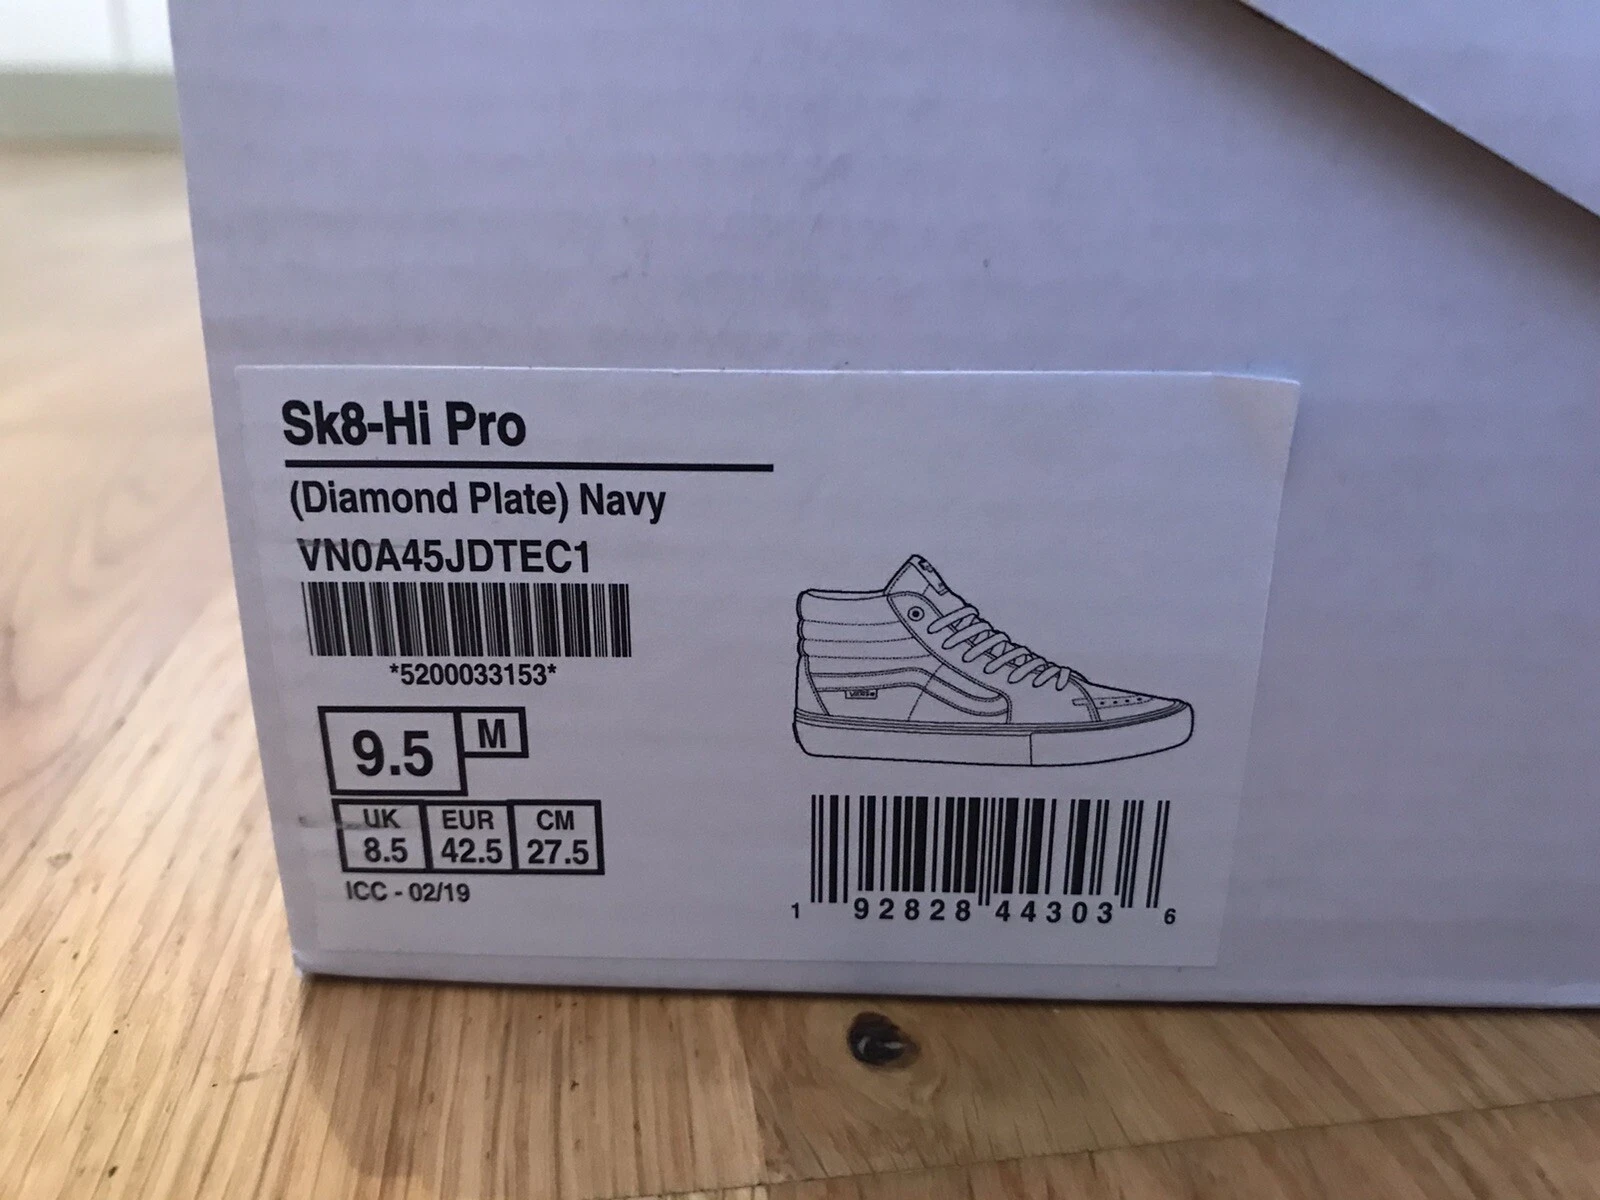 Sk8-Hi Pro
(Diamond Plate) Navy
VN0A45JDTEC1
*5200033153*
9.5 M
UK EUR CM
8.5 42.5 27.5
ICC - 02/19
VANS
1 92828 44303 6